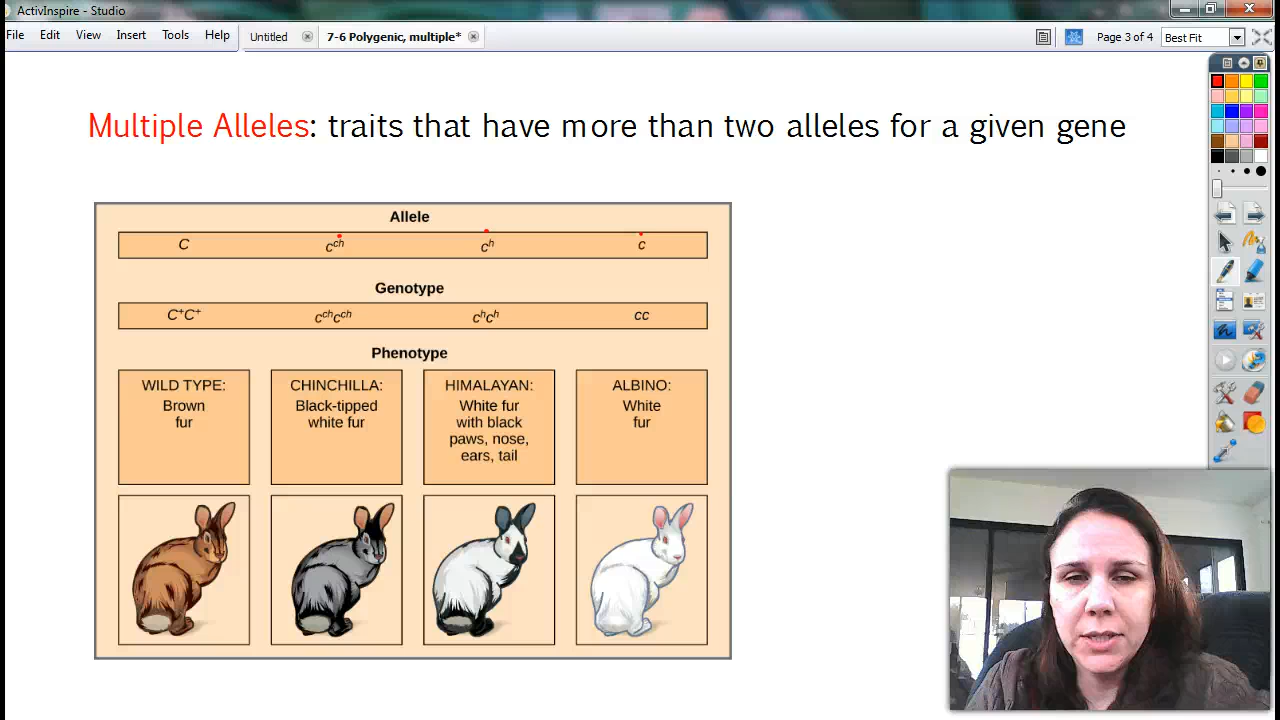 ActivInspire - Studio
File Edit View Insert Tools Help Untitled 7-6 Polygenic, multiple* Page 3 of 4 Best Fit
Multiple Alleles: traits that have more than two alleles for a given gene
Allele
C cᶜʰ cʰ c
Genotype
C⁺C⁺ cᶜʰcᶜʰ cʰcʰ cc
Phenotype
WILD TYPE:
Brown
fur
CHINCHILLA:
Black-tipped
white fur
HIMALAYAN:
White fur
with black
paws, nose,
ears, tail
ALBINO:
White
fur